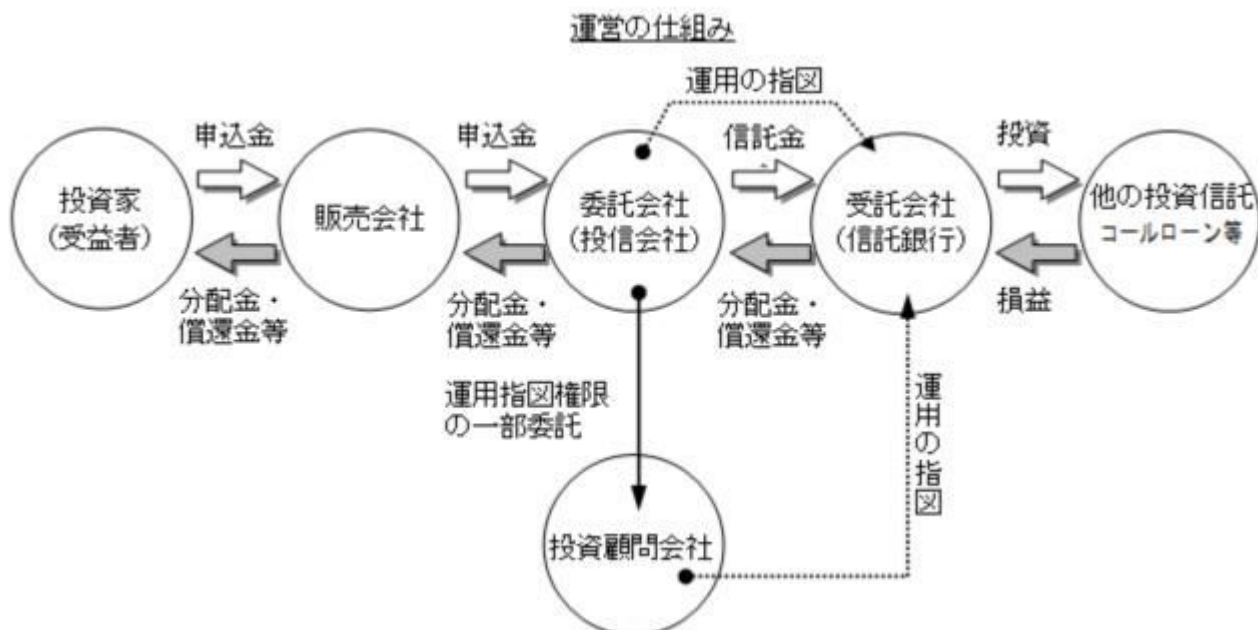 運営の仕組み
運用の指図
申込金
申込金
信託金
投資
投資家
(受益者)
販売会社
委託会社
(投信会社)
受託会社
(信託銀行)
他の投資信託
コールローン等
分配金・
償還金等
分配金・
償還金等
分配金・
償還金等
損益
運用指図権限
の一部委託
運用の指図
投資顧問会社